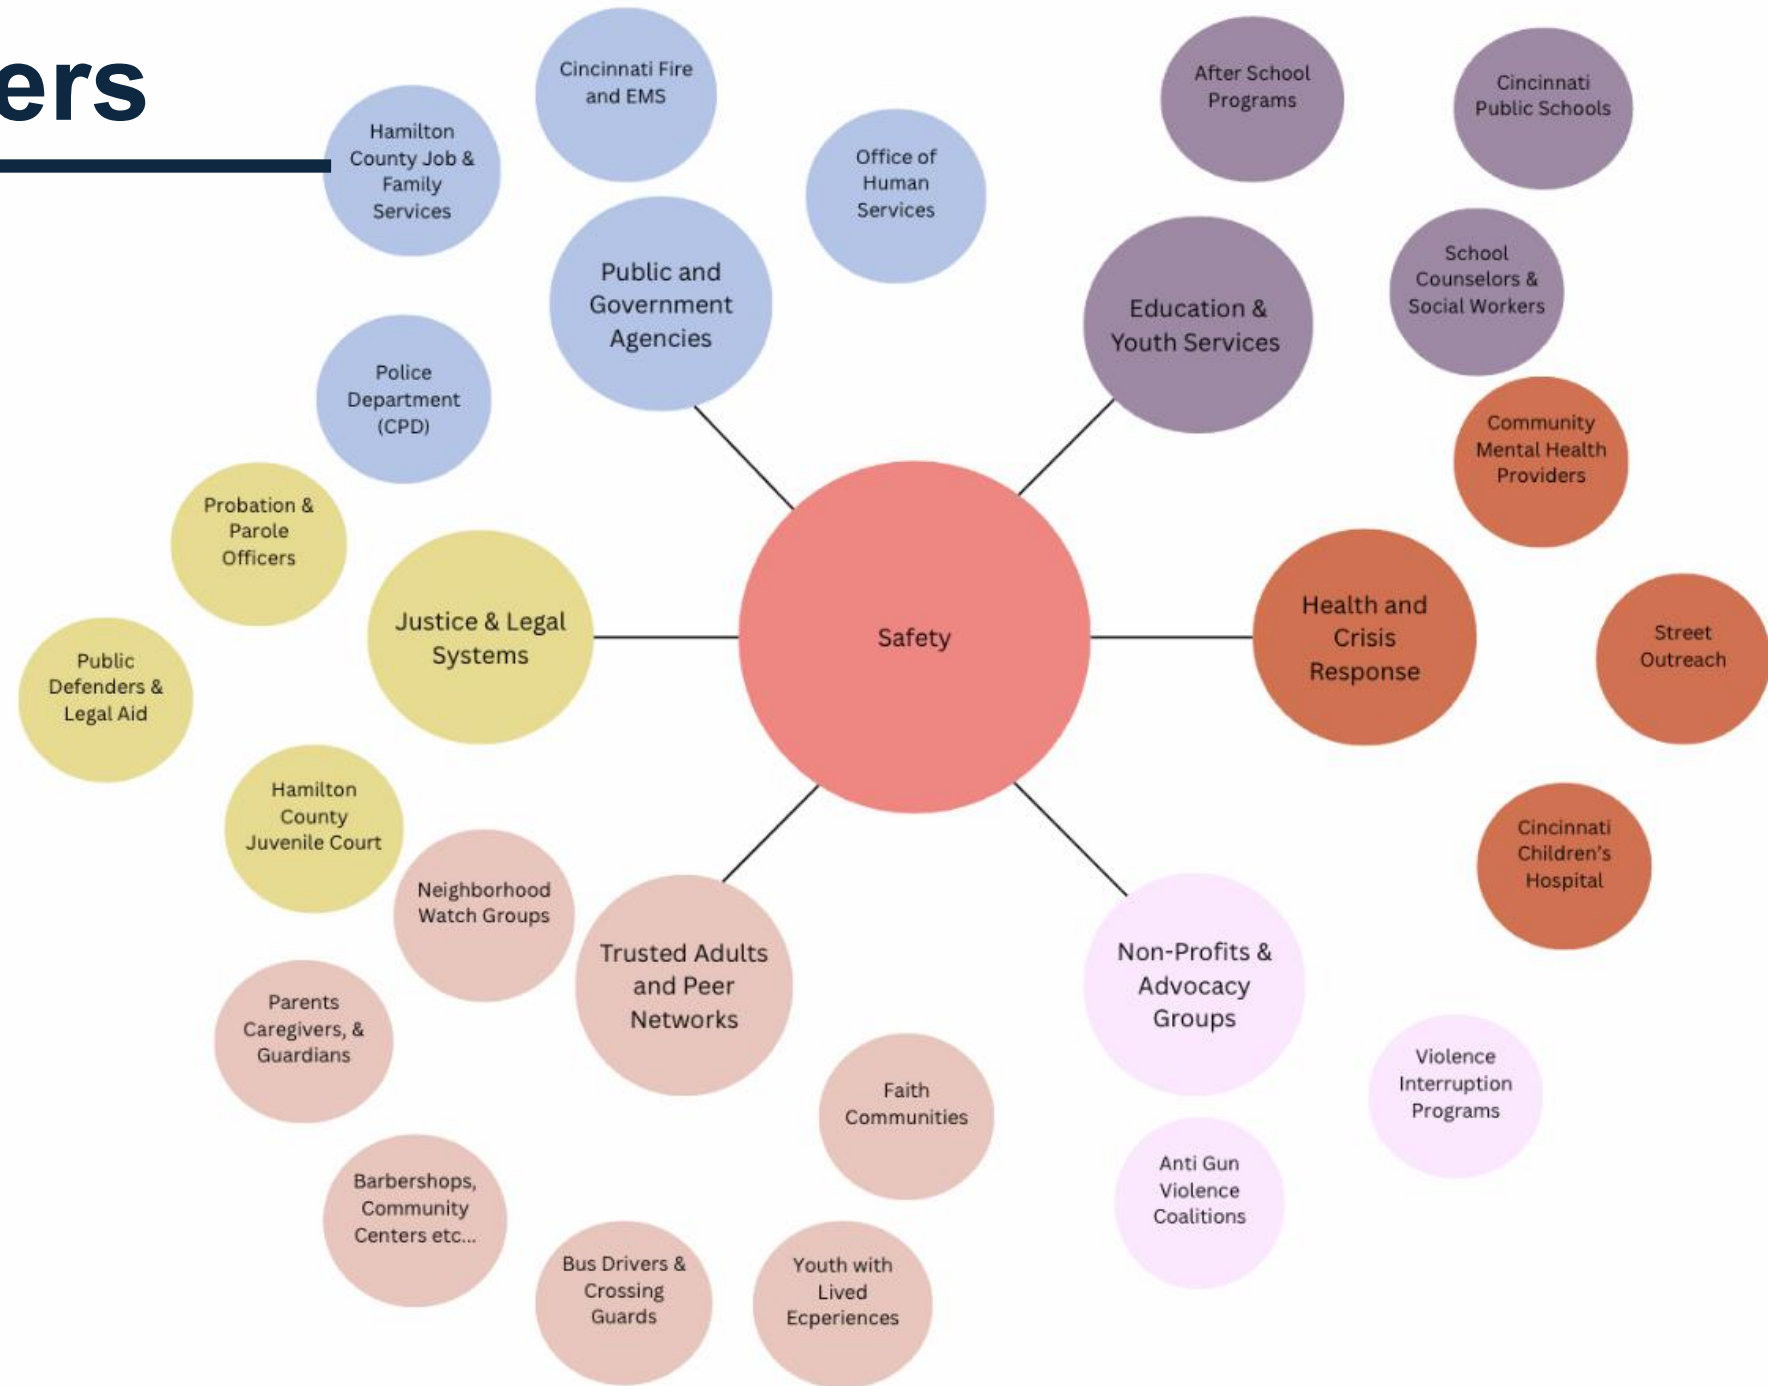 ers
Hamilton
County Job &
Family
Services
Cincinnati Fire
and EMS
Office of
Human
Services
Public and
Government
Agencies
Police
Department
(CPD)
After School
Programs
Cincinnati
Public Schools
School
Counselors &
Social Workers
Education &
Youth Services
Community
Mental Health
Providers
Health and
Crisis
Response
Street
Outreach
Cincinnati
Children’s
Hospital
Safety
Probation &
Parole
Officers
Justice & Legal
Systems
Public
Defenders &
Legal Aid
Hamilton
County
Juvenile Court
Neighborhood
Watch Groups
Trusted Adults
and Peer
Networks
Parents
Caregivers, &
Guardians
Barbershops,
Community
Centers etc...
Bus Drivers &
Crossing
Guards
Youth with
Lived
Ecperiences
Faith
Communities
Non-Profits &
Advocacy
Groups
Violence
Interruption
Programs
Anti Gun
Violence
Coalitions